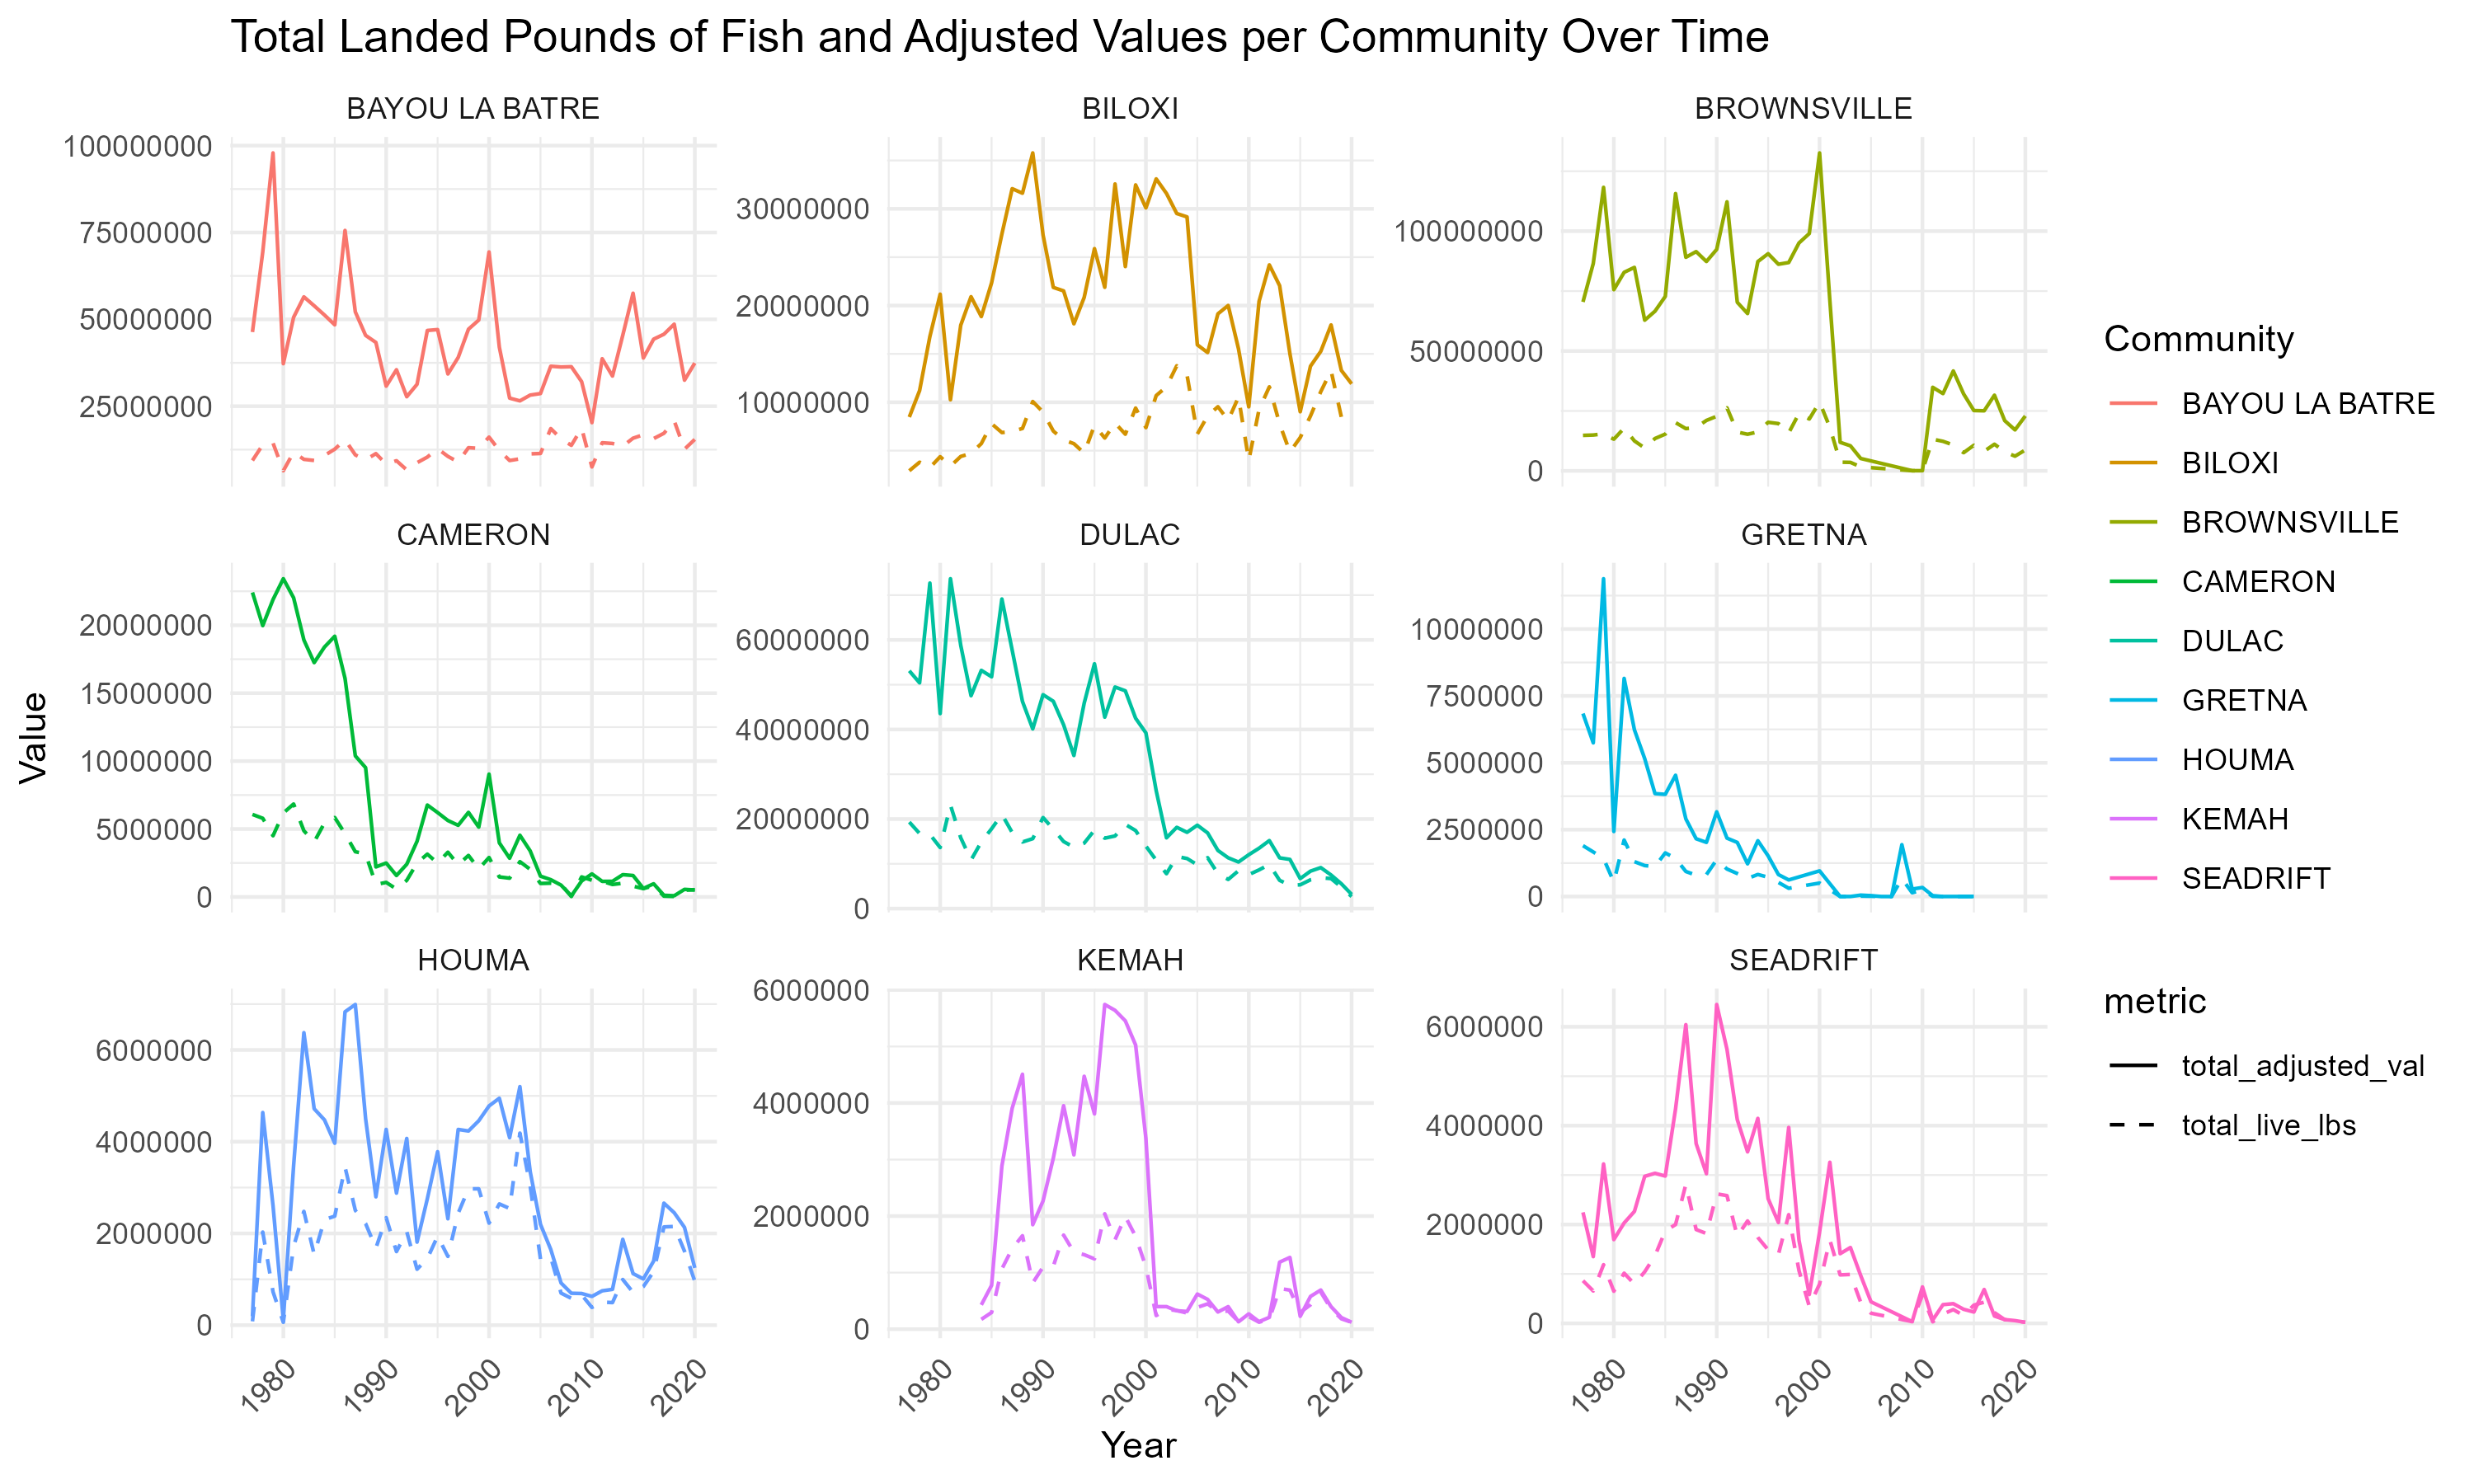 Total Landed Pounds of Fish and Adjusted Values per Community Over Time
BAYOU LA BATRE
100000000
75000000
50000000
25000000
BILOXI
30000000
20000000
10000000
BROWNSVILLE
100000000
50000000
0
CAMERON
20000000
15000000
10000000
5000000
0
DULAC
60000000
40000000
20000000
0
GRETNA
10000000
7500000
5000000
2500000
0
HOUMA
6000000
4000000
2000000
0
1980 1990 2000 2010 2020
KEMAH
6000000
4000000
2000000
0
1980 1990 2000 2010 2020
SEADRIFT
6000000
4000000
2000000
0
1980 1990 2000 2010 2020
Value
Year
Community
BAYOU LA BATRE
BILOXI
BROWNSVILLE
CAMERON
DULAC
GRETNA
HOUMA
KEMAH
SEADRIFT
metric
total_adjusted_val
total_live_lbs